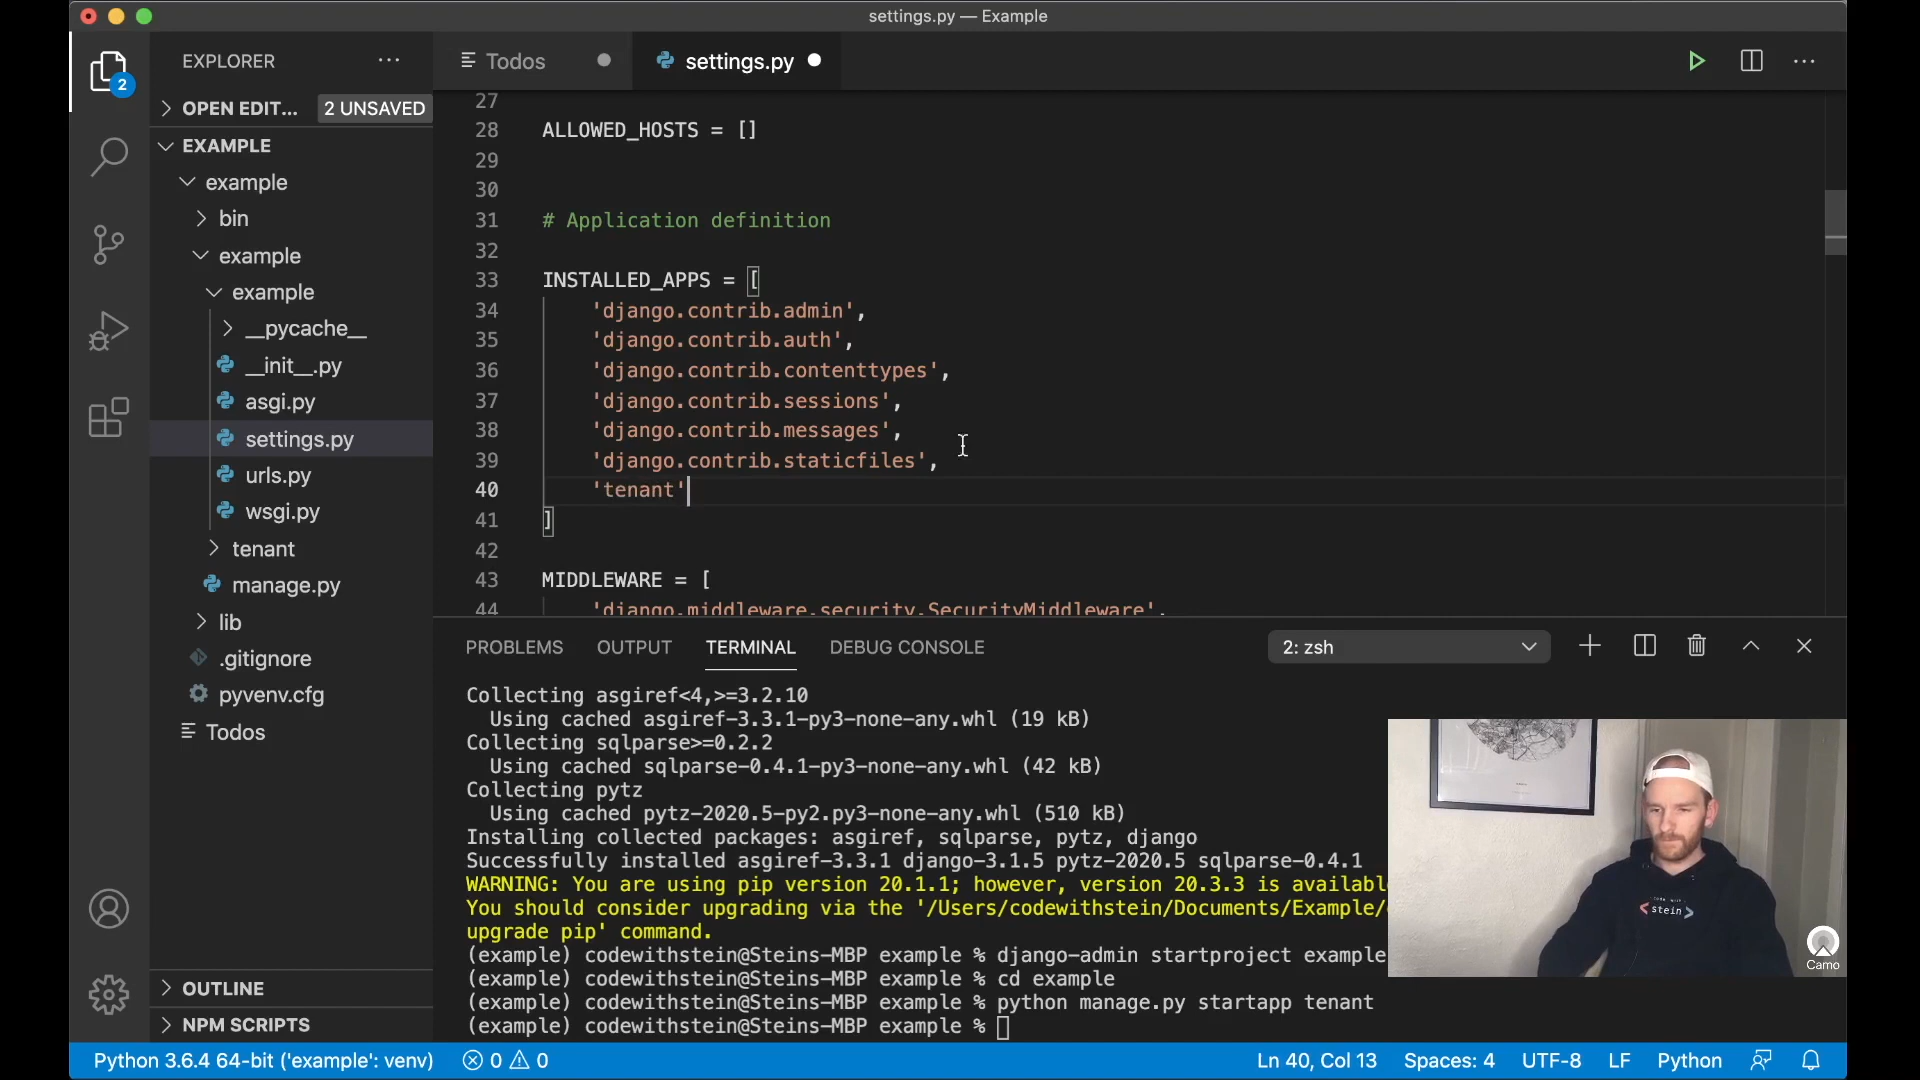 settings.py — Example
EXPLORER
2
OPEN EDIT...
2 UNSAVED
EXAMPLE
example
bin
example
example
__pycache__
__init__.py
asgi.py
settings.py
urls.py
wsgi.py
tenant
manage.py
lib
.gitignore
pyvenv.cfg
Todos
OUTLINE
NPM SCRIPTS
Todos
settings.py
27
28 ALLOWED_HOSTS = []
29
30
31 # Application definition
32
33 INSTALLED_APPS = [
34 'django.contrib.admin',
35 'django.contrib.auth',
36 'django.contrib.contenttypes',
37 'django.contrib.sessions',
38 'django.contrib.messages',
39 'django.contrib.staticfiles',
40 'tenant'
41 ]
42
43 MIDDLEWARE = [
44 'django.middleware.security.SecurityMiddleware',
PROBLEMS OUTPUT TERMINAL DEBUG CONSOLE
2: zsh
Collecting asgiref<4,>=3.2.10
Using cached asgiref-3.3.1-py3-none-any.whl (19 kB)
Collecting sqlparse>=0.2.2
Using cached sqlparse-0.4.1-py3-none-any.whl (42 kB)
Collecting pytz
Using cached pytz-2020.5-py2.py3-none-any.whl (510 kB)
Installing collected packages: asgiref, sqlparse, pytz, django
Successfully installed asgiref-3.3.1 django-3.1.5 pytz-2020.5 sqlparse-0.4.1
WARNING: You are using pip version 20.1.1; however, version 20.3.3 is availabl
You should consider upgrading via the '/Users/codewithstein/Documents/Example/
upgrade pip' command.
(example) codewithstein@Steins-MBP example % django-admin startproject example
(example) codewithstein@Steins-MBP example % cd example
(example) codewithstein@Steins-MBP example % python manage.py startapp tenant
(example) codewithstein@Steins-MBP example %
<stein>
Camo
Python 3.6.4 64-bit ('example': venv)
0 0
Ln 40, Col 13
Spaces: 4
UTF-8
LF
Python